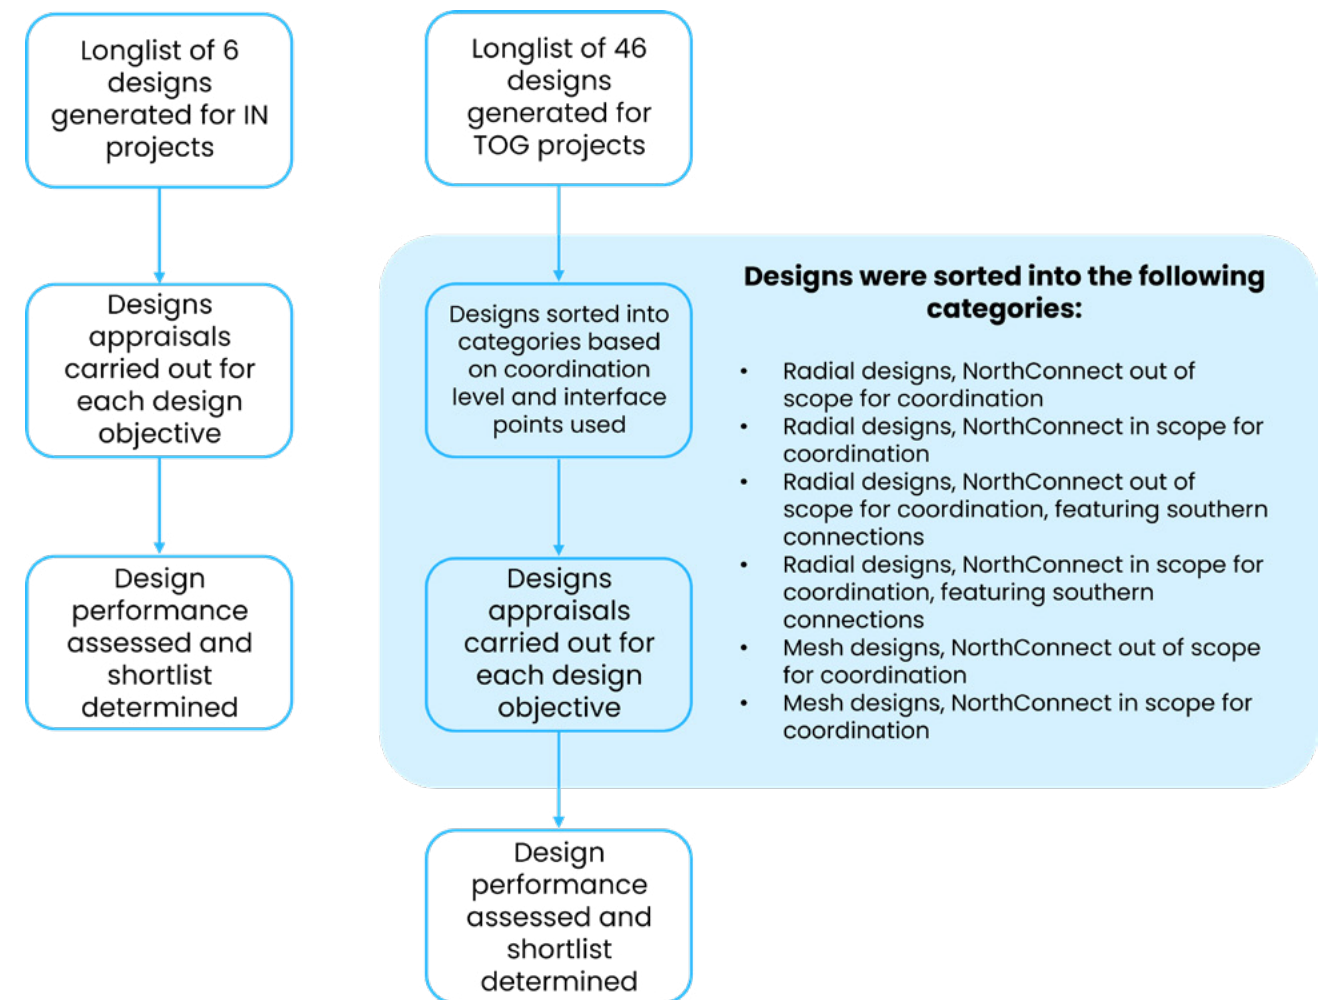 Longlist of 6
designs
generated for IN
projects
Designs
appraisals
carried out for
each design
objective
Design
performance
assessed and
shortlist
determined
Longlist of 46
designs
generated for
TOG projects
Designs sorted into
categories based
on coordination
level and interface
points used
Designs
appraisals
carried out for
each design
objective
Design
performance
assessed and
shortlist
determined
Designs were sorted into the following
categories:
• Radial designs, NorthConnect out of
scope for coordination
• Radial designs, NorthConnect in scope for
coordination
• Radial designs, NorthConnect out of
scope for coordination, featuring southern
connections
• Radial designs, NorthConnect in scope for
coordination, featuring southern
connections
• Mesh designs, NorthConnect out of scope
for coordination
• Mesh designs, NorthConnect in scope for
coordination